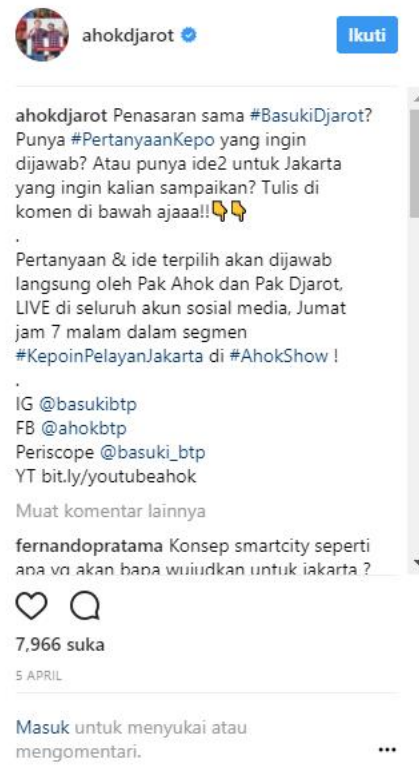 ahokdjarot
Ikuti
ahokdjarot Penasaran sama #BasukiDjarot?
Punya #PertanyaanKepo yang ingin
dijawab? Atau punya ide2 untuk Jakarta
yang ingin kalian sampaikan? Tulis di
komen di bawah ajaaa!!👇👇
.
Pertanyaan & ide terpilih akan dijawab
langsung oleh Pak Ahok dan Pak Djarot,
LIVE di seluruh akun sosial media, Jumat
jam 7 malam dalam segmen
#KepoinPelayanJakarta di #AhokShow !
.
IG @basukibtp
FB @ahokbtp
Periscope @basuki_btp
YT bit.ly/youtubeahok
Muat komentar lainnya
fernandopratama Konsep smartcity seperti
apa yg akan bapa wujudkan untuk jakarta ?
7,966 suka
5 APRIL
Masuk untuk menyukai atau
mengomentari.